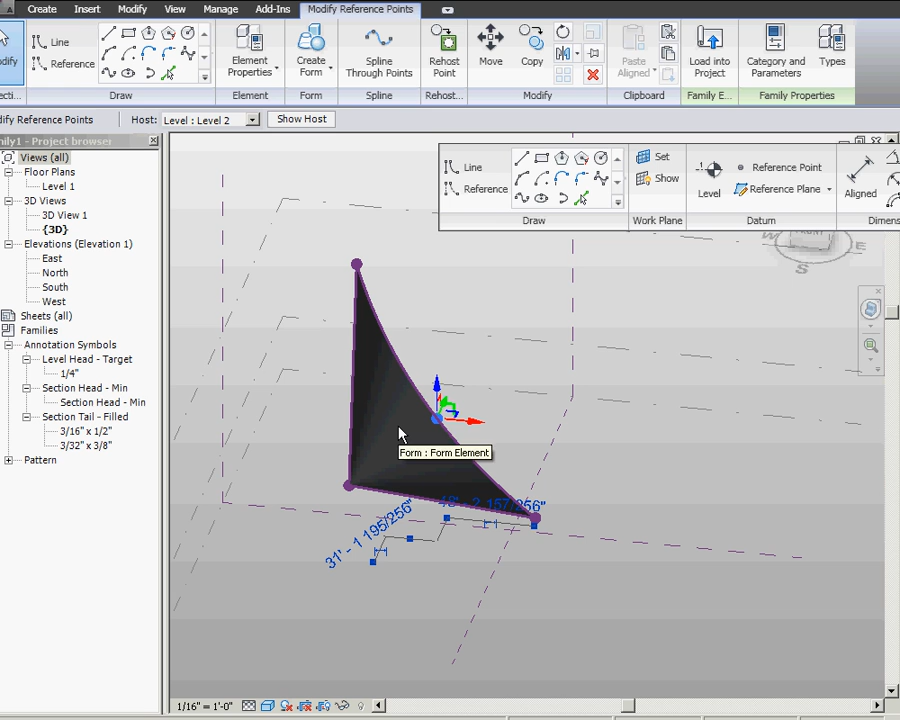 Create Insert Modify View Manage Add-Ins Modify Reference Points
Line
Reference
Element
Properties
Create
Form
Spline
Through Points
Rehost
Point
Move
Copy
Paste
Aligned
Load into
Project
Category and
Parameters
Types
Draw
Element
Form
Spline
Rehost...
Modify
Clipboard
Family E...
Family Properties
Host: Level : Level 2
Show Host
Views (all)
Floor Plans
Level 1
3D Views
3D View 1
{3D}
Elevations (Elevation 1)
East
North
South
West
Sheets (all)
Families
Annotation Symbols
Level Head - Target
1/4"
Section Head - Min
Section Head - Min
Section Tail - Filled
3/16" x 1/2"
3/32" x 3/8"
Pattern
Line
Reference
Set
Show
Level
Reference Point
Reference Plane
Aligned
Draw
Work Plane
Datum
E
S
Form : Form Element
31' - 1 195/256"
1/16" = 1'-0"